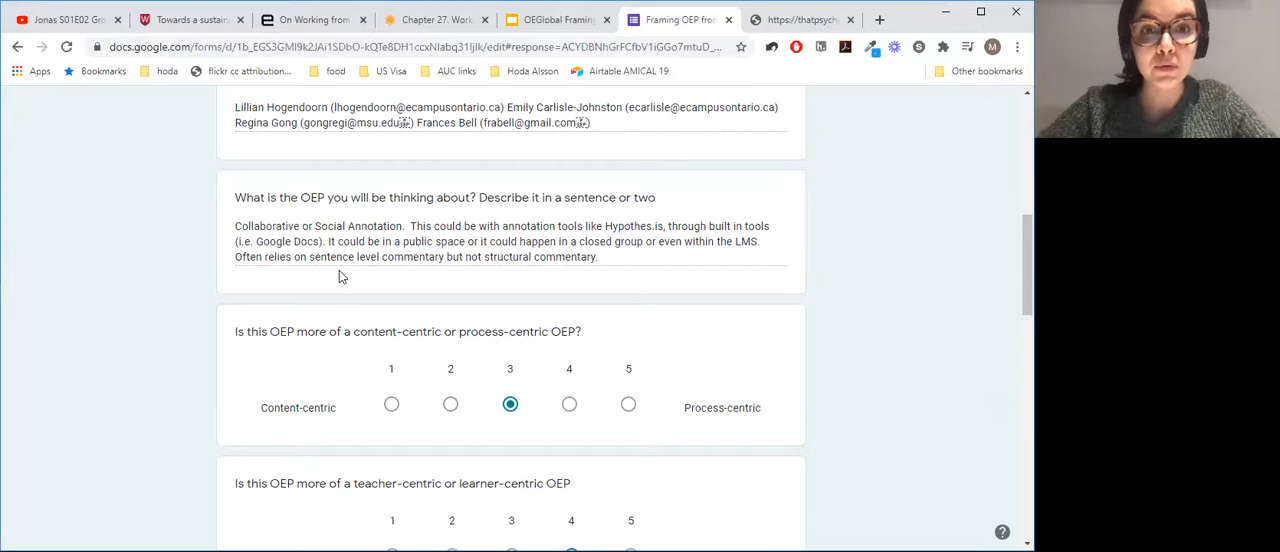 Jonas S01E02 Gro
Towards a sustain
On Working from
Chapter 27. Work
OEGlobal Framing
Framing OEP from
https://thatpsych
docs.google.com/forms/d/1b_EGS3GMl9k2JAi1SDbO-kQTe8DH1ccxNlabq31ljlk/edit#response=ACYDBNhGrFCfbV1iGGo7mtuD_...
M
Apps
Bookmarks
hoda
flickr cc attribution...
food
US Visa
AUC links
Hoda Alsson
Airtable AMICAL 19
Other bookmarks
Lillian Hogendoorn (lhogendoorn@ecampusontario.ca) Emily Carlisle-Johnston (ecarlisle@ecampusontario.ca)
Regina Gong (gongregi@msu.edu) Frances Bell (frabell@gmail.com)
What is the OEP you will be thinking about? Describe it in a sentence or two
Collaborative or Social Annotation. This could be with annotation tools like Hypothes.is, through built in tools
(i.e. Google Docs). It could be in a public space or it could happen in a closed group or even within the LMS.
Often relies on sentence level commentary but not structural commentary.
Is this OEP more of a content-centric or process-centric OEP?
1 2 3 4 5
Content-centric Process-centric
Is this OEP more of a teacher-centric or learner-centric OEP
1 2 3 4 5